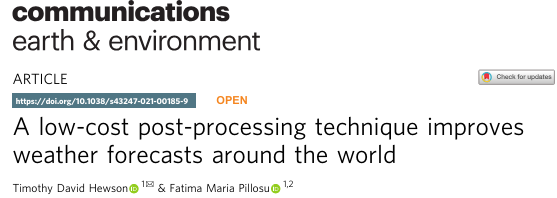 communications
earth & environment
ARTICLE
Check for updates
https://doi.org/10.1038/s43247-021-00185-9 OPEN
A low-cost post-processing technique improves
weather forecasts around the world
Timothy David Hewson 1✉ & Fatima Maria Pillosu 1,2